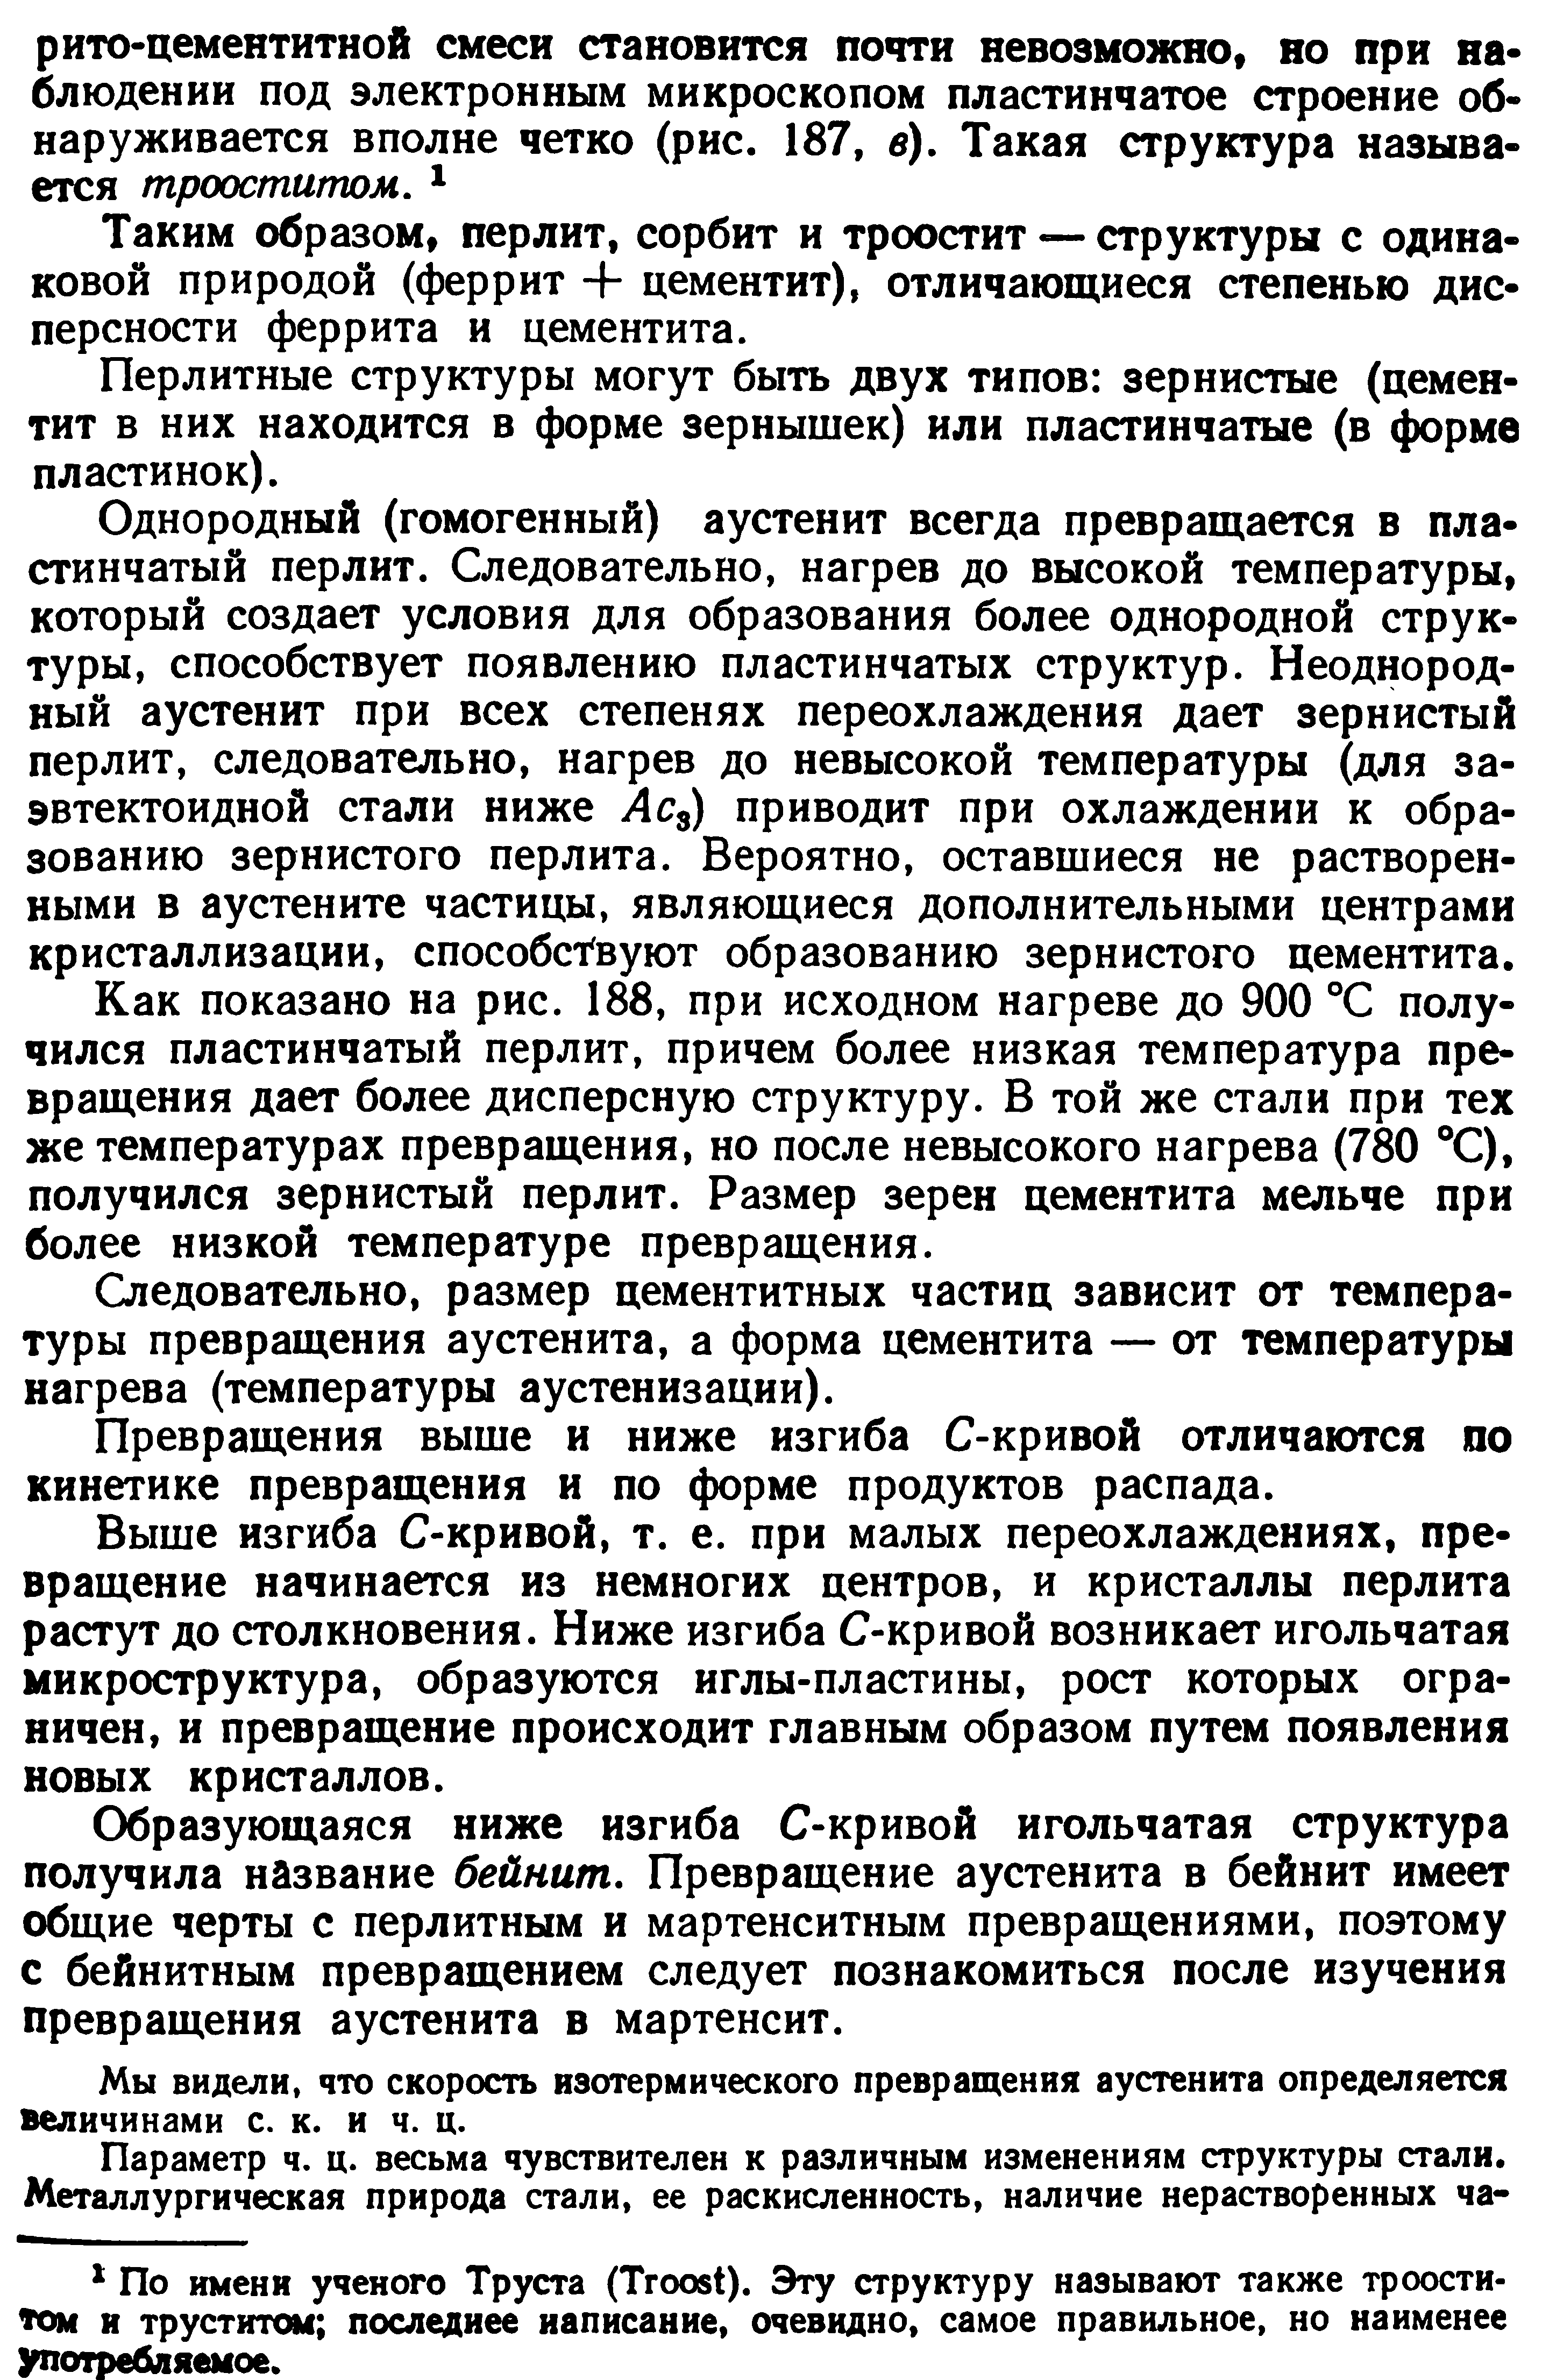 рито-цементитной смеси становится почти невозможно, но при на-
блюдении под электронным микроскопом пластинчатое строение об-
наруживается вполне четко (рис. 187, в). Такая структура называ-
ется трооститом. ¹
Таким образом, перлит, сорбит и троостит — структуры с одина-
ковой природой (феррит + цементит), отличающиеся степенью дис-
персности феррита и цементита.
Перлитные структуры могут быть двух типов: зернистые (цемен-
тит в них находится в форме зернышек) или пластинчатые (в форме
пластинок).
Однородный (гомогенный) аустенит всегда превращается в пла-
стинчатый перлит. Следовательно, нагрев до высокой температуры,
который создает условия для образования более однородной струк-
туры, способствует появлению пластинчатых структур. Неоднород-
ный аустенит при всех степенях переохлаждения дает зернистый
перлит, следовательно, нагрев до невысокой температуры (для за-
эвтектоидной стали ниже Ac₃) приводит при охлаждении к обра-
зованию зернистого перлита. Вероятно, оставшиеся не растворен-
ными в аустените частицы, являющиеся дополнительными центрами
кристаллизации, способствуют образованию зернистого цементита.
Как показано на рис. 188, при исходном нагреве до 900 °С полу-
чился пластинчатый перлит, причем более низкая температура пре-
вращения дает более дисперсную структуру. В той же стали при тех
же температурах превращения, но после невысокого нагрева (780 °С),
получился зернистый перлит. Размер зерен цементита мельче при
более низкой температуре превращения.
Следовательно, размер цементитных частиц зависит от темпера-
туры превращения аустенита, а форма цементита — от температуры
нагрева (температуры аустенизации).
Превращения выше и ниже изгиба С-кривой отличаются по
кинетике превращения и по форме продуктов распада.
Выше изгиба С-кривой, т. е. при малых переохлаждениях, пре-
вращение начинается из немногих центров, и кристаллы перлита
растут до столкновения. Ниже изгиба С-кривой возникает игольчатая
микроструктура, образуются иглы-пластины, рост которых огра-
ничен, и превращение происходит главным образом путем появления
новых кристаллов.
Образующаяся ниже изгиба С-кривой игольчатая структура
получила название бейнит. Превращение аустенита в бейнит имеет
общие черты с перлитным и мартенситным превращениями, поэтому
с бейнитным превращением следует познакомиться после изучения
превращения аустенита в мартенсит.
Мы видели, что скорость изотермического превращения аустенита определяется
величинами с. к. и ч. ц.
Параметр ч. ц. весьма чувствителен к различным изменениям структуры стали.
Металлургическая природа стали, ее раскисленность, наличие нерастворенных ча-
¹ По имени ученого Труста (Troost). Эту структуру называют также троости-
том и труститом; последнее написание, очевидно, самое правильное, но наименее
употребляемое.